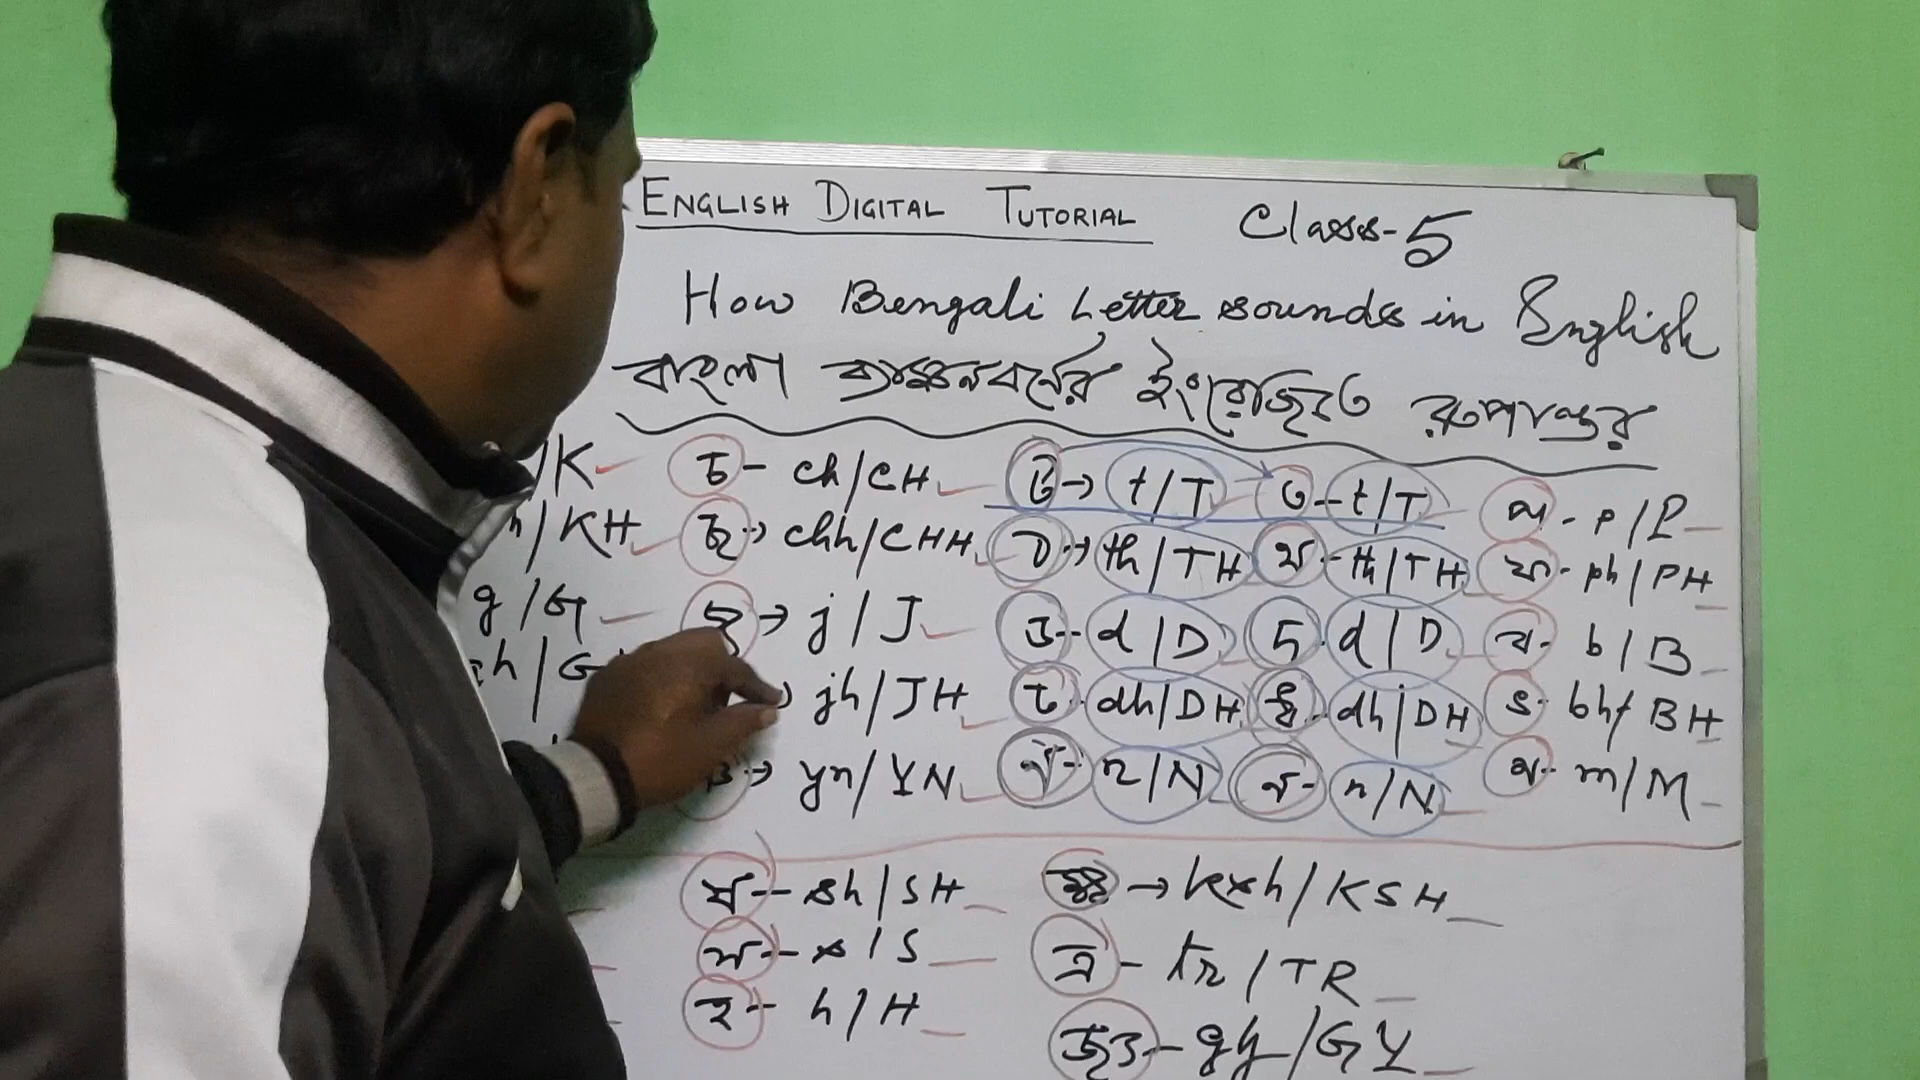 ENGLISH DIGITAL TUTORIAL Class-5
How Bengali Letter sounds in English
বাংলা ব্যঞ্জনবর্ণের ইংরেজিতে রূপান্তর
/K চ - ch/CH ট → t/T ত - t/T প - p/P
h/KH ছ → chh/CHH ঠ → th/TH থ - th/TH ফ - ph/PH
g/G জ → j/J ড - d/D দ - d/D ব - b/B
gh/G → jh/JH ঢ - dh/DH ধ - dh/DH ভ - bh/BH
ঞ → yn/YN ণ - n/N ন - n/N ম - m/M
ষ - sh/SH ক্ষ → ksh/KSH
স - s/S ত্র - tr/TR
হ - h/H জ্ঞ - gy/GY